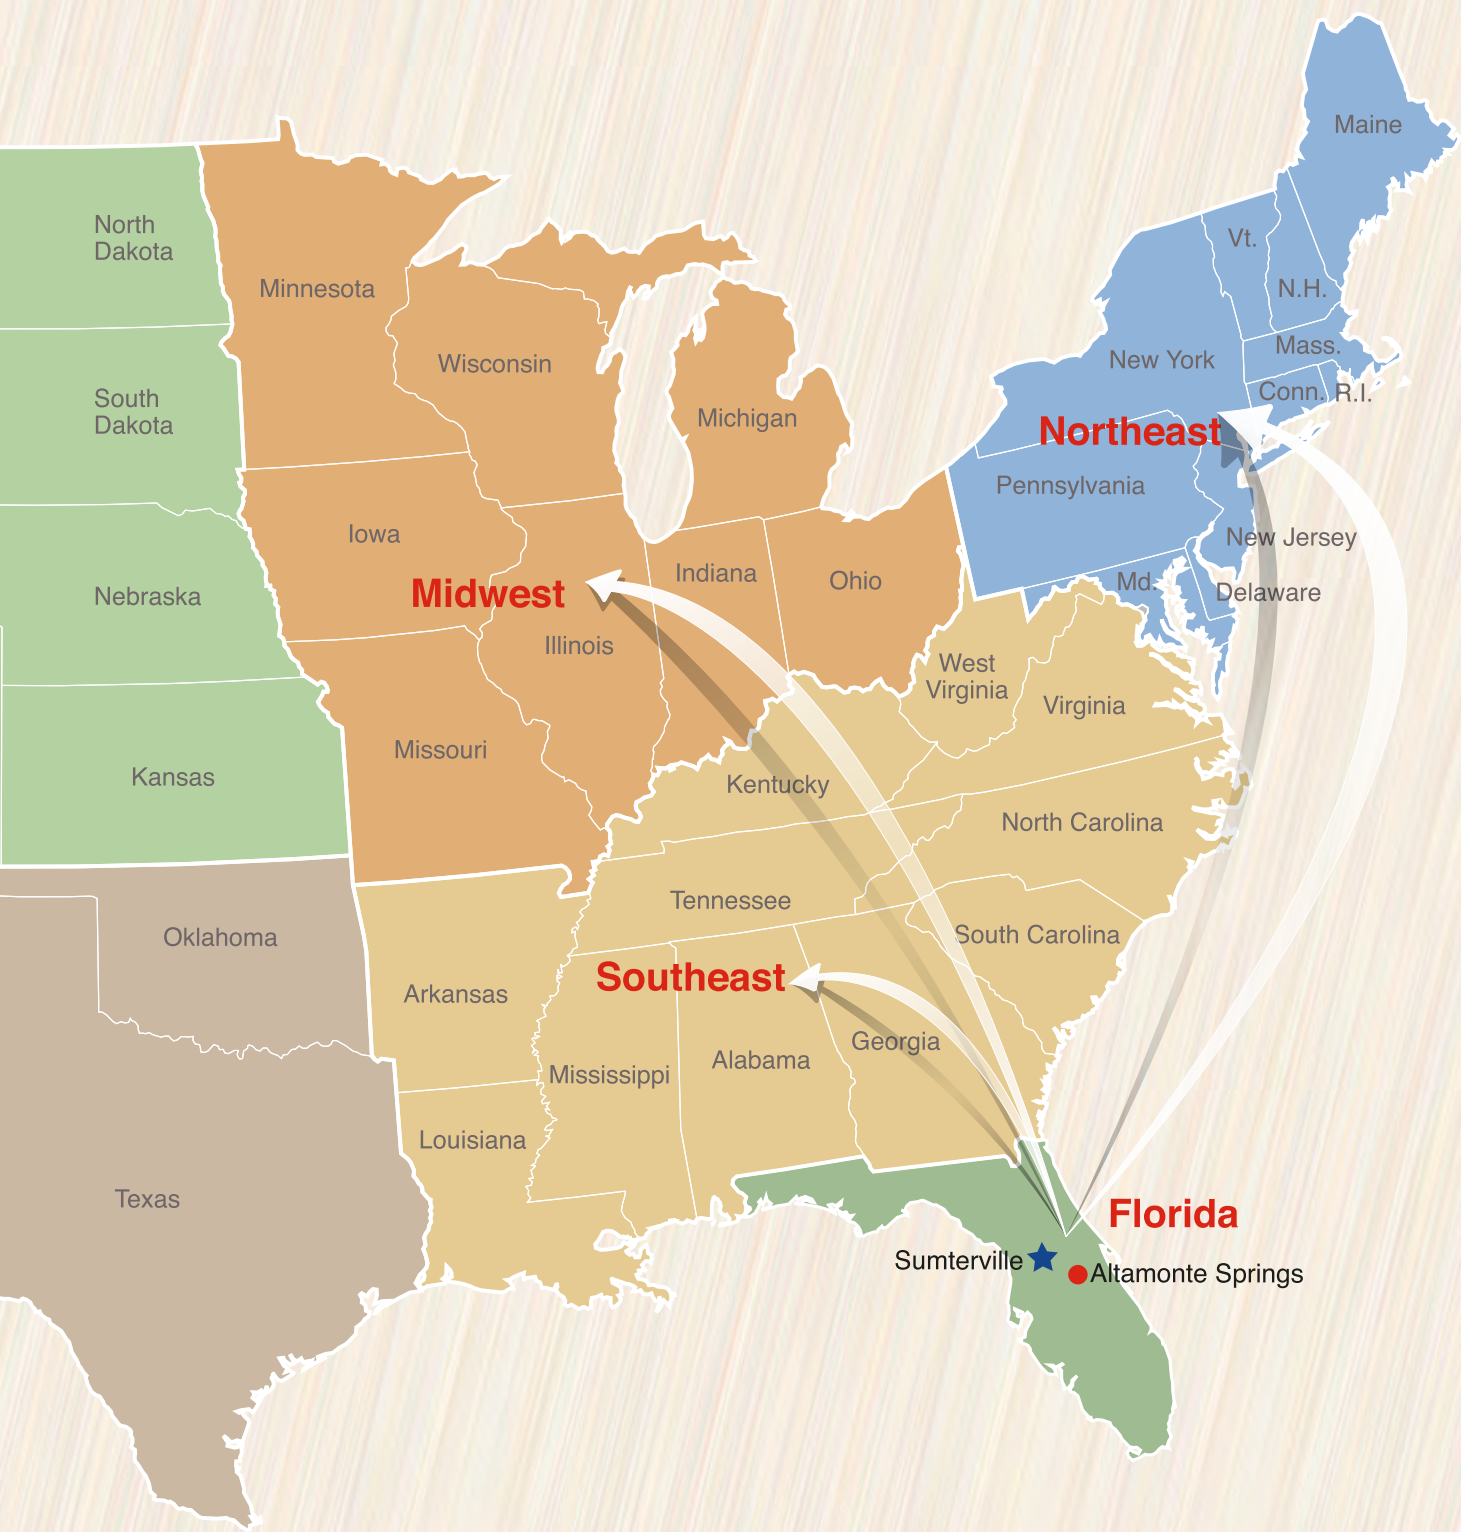 Maine
North
Dakota
Minnesota
Vt.
N.H.
Mass.
New York
Wisconsin
Conn.
R.I.
South
Dakota
Michigan
Northeast
Pennsylvania
Iowa
New Jersey
Indiana
Ohio
Md.
Delaware
Midwest
Nebraska
Illinois
West
Virginia
Virginia
Missouri
Kansas
Kentucky
North Carolina
Tennessee
Oklahoma
South Carolina
Southeast
Arkansas
Georgia
Alabama
Mississippi
Louisiana
Texas
Florida
Sumterville
Altamonte Springs